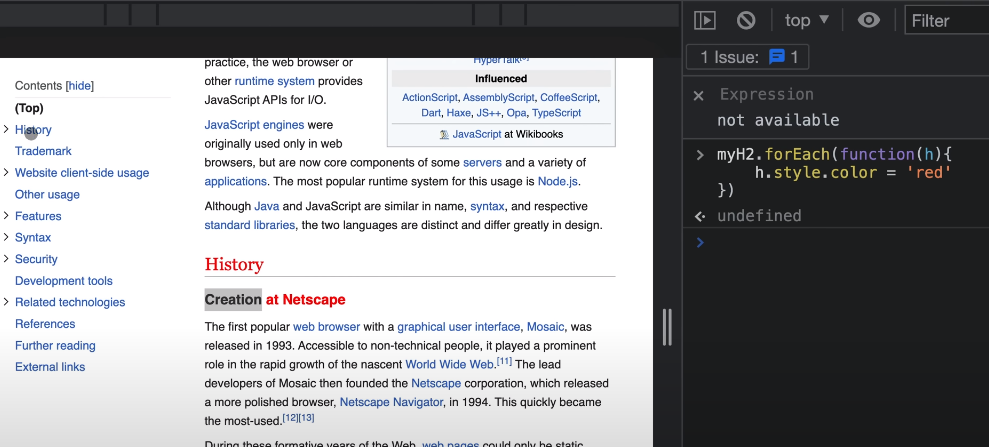 Contents [hide]
(Top)
History
Trademark
Website client-side usage
Other usage
Features
Syntax
Security
Development tools
Related technologies
References
Further reading
External links
practice, the web browser or
other runtime system provides
JavaScript APIs for I/O.
JavaScript engines were
originally used only in web
browsers, but are now core components of some servers and a variety of
applications. The most popular runtime system for this usage is Node.js.
Although Java and JavaScript are similar in name, syntax, and respective
standard libraries, the two languages are distinct and differ greatly in design.
HyperTalk
Influenced
ActionScript, AssemblyScript, CoffeeScript,
Dart, Haxe, JS++, Opa, TypeScript
JavaScript at Wikibooks
History
Creation at Netscape
The first popular web browser with a graphical user interface, Mosaic, was
released in 1993. Accessible to non-technical people, it played a prominent
role in the rapid growth of the nascent World Wide Web.[11] The lead
developers of Mosaic then founded the Netscape corporation, which released
a more polished browser, Netscape Navigator, in 1994. This quickly became
the most-used.[12][13]
During these formative years of the Web, web pages could only be static,
top ▼
Filter
1 Issue: 1
× Expression
not available
> myH2.forEach(function(h){
h.style.color = 'red'
})
undefined
>